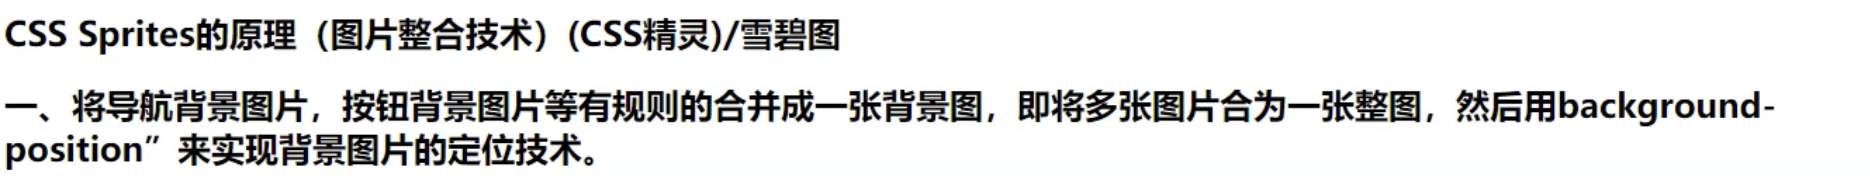 CSS Sprites的原理（图片整合技术）(CSS精灵)/雪碧图
一、将导航背景图片，按钮背景图片等有规则的合并成一张背景图，即将多张图片合为一张整图，然后用background-
position”来实现背景图片的定位技术。